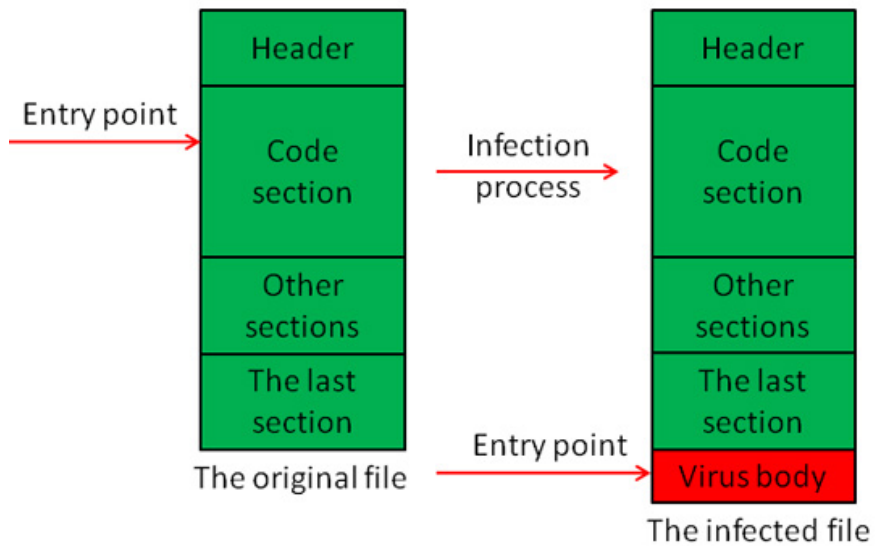 Header
Entry point
Code
section
Other
sections
The last
section
The original file
Infection
process
Header
Code
section
Other
sections
The last
section
Entry point
Virus body
The infected file